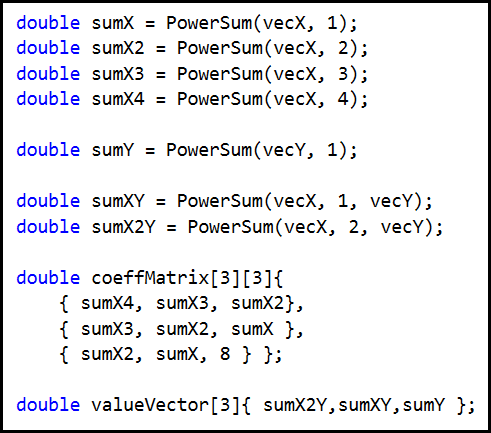 double sumX = PowerSum(vecX, 1);
double sumX2 = PowerSum(vecX, 2);
double sumX3 = PowerSum(vecX, 3);
double sumX4 = PowerSum(vecX, 4);

double sumY = PowerSum(vecY, 1);

double sumXY = PowerSum(vecX, 1, vecY);
double sumX2Y = PowerSum(vecX, 2, vecY);

double coeffMatrix[3][3]{
    { sumX4, sumX3, sumX2},
    { sumX3, sumX2, sumX },
    { sumX2, sumX, 8 } };

double valueVector[3]{ sumX2Y,sumXY,sumY };